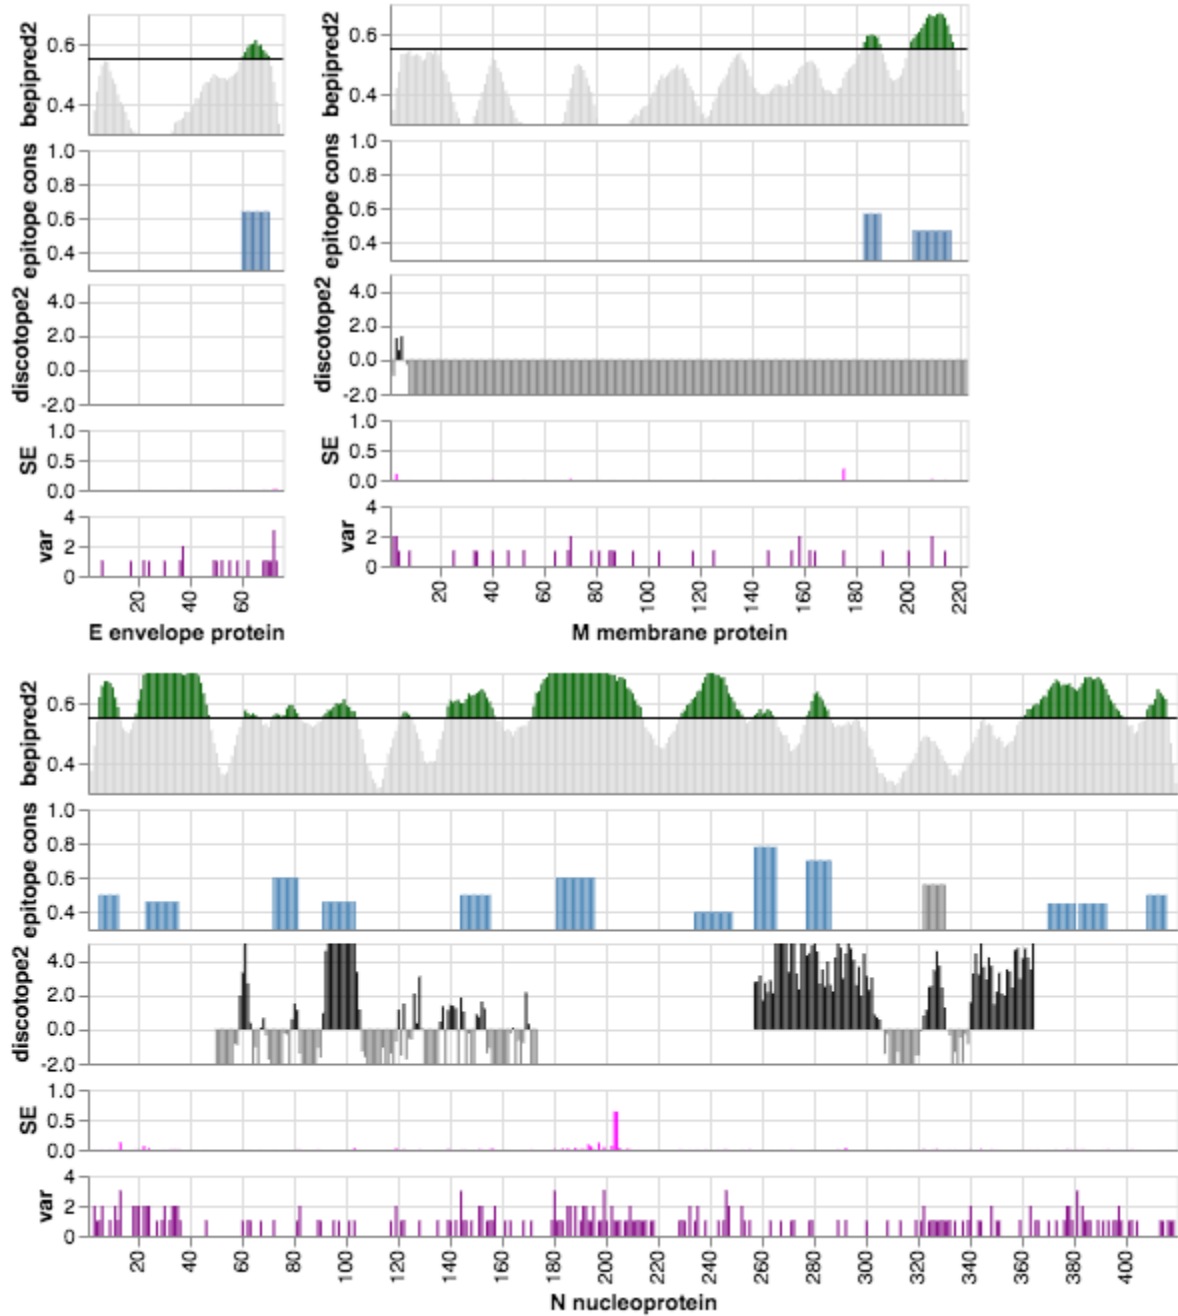 bepipred2
0.6
0.4
epitope cons
1.0
0.8
0.6
0.4
discotope2
4.0
2.0
0.0
-2.0
SE
1.0
0.5
0.0
var
4
2
0
20 40 60
E envelope protein
bepipred2
0.6
0.4
epitope cons
1.0
0.8
0.6
0.4
discotope2
4.0
2.0
0.0
-2.0
SE
1.0
0.5
0.0
var
4
2
0
20 40 60 80 100 120 140 160 180 200 220
M membrane protein
bepipred2
0.6
0.4
epitope cons
1.0
0.8
0.6
0.4
discotope2
4.0
2.0
0.0
-2.0
SE
1.0
0.5
0.0
var
4
2
0
20 40 60 80 100 120 140 160 180 200 220 240 260 280 300 320 340 360 380 400
N nucleoprotein